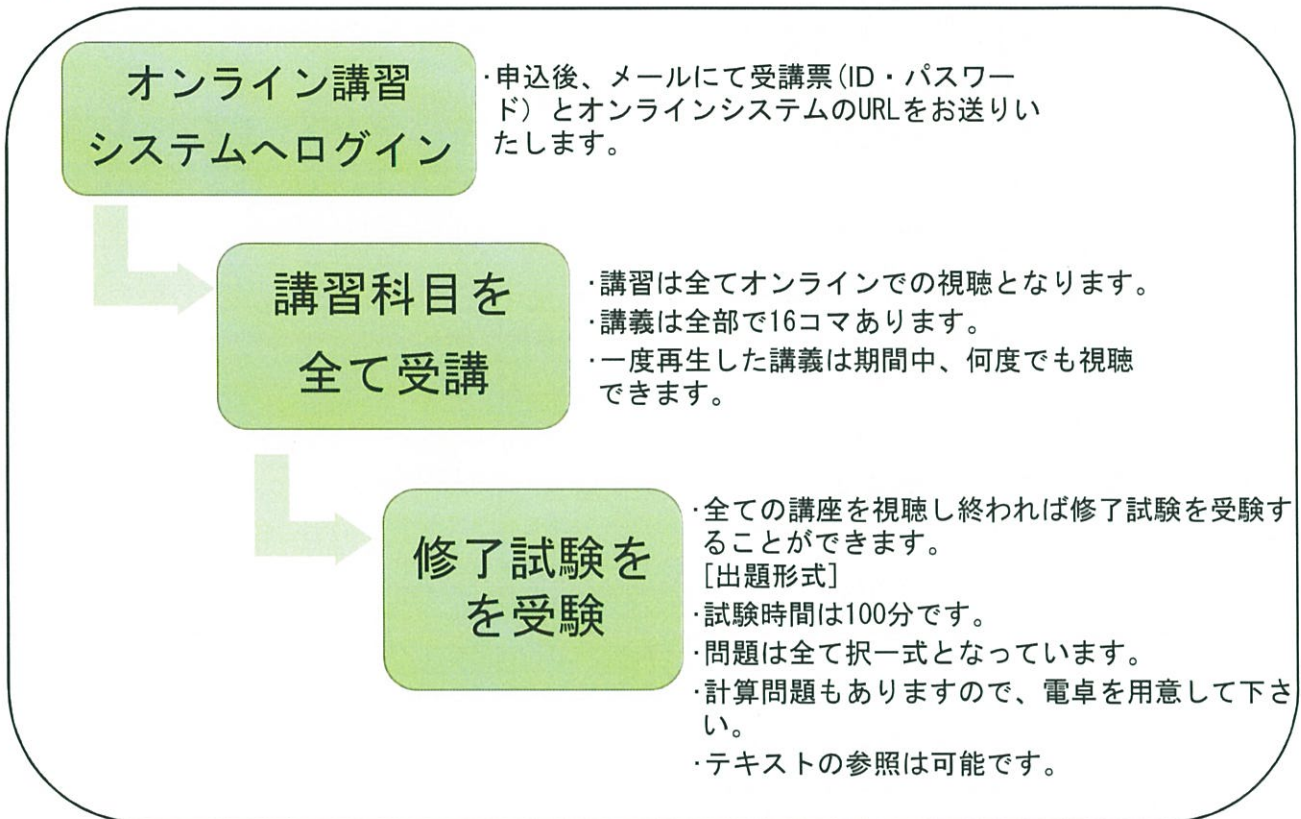 オンライン講習
システムへログイン
・申込後、メールにて受講票(ID・パスワー
ド）とオンラインシステムのURLをお送りい
たします。
講習科目を
全て受講
・講習は全てオンラインでの視聴となります。
・講義は全部で16コマあります。
・一度再生した講義は期間中、何度でも視聴
できます。
修了試験を
を受験
・全ての講座を視聴し終われば修了試験を受験す
ることができます。
［出題形式］
・試験時間は100分です。
・問題は全て択一式となっています。
・計算問題もありますので、電卓を用意して下さ
い。
・テキストの参照は可能です。